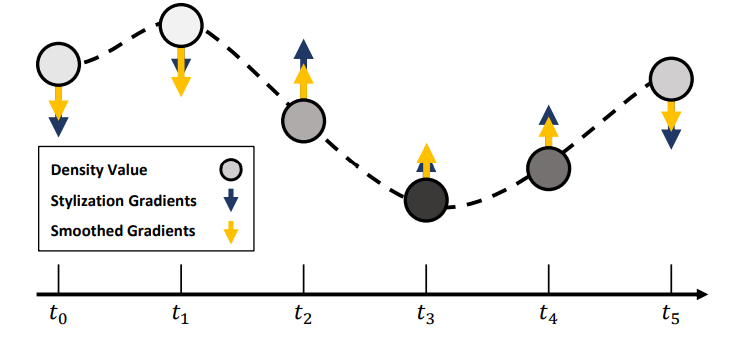 Density Value
Stylization Gradients
Smoothed Gradients
t₀ t₁ t₂ t₃ t₄ t₅